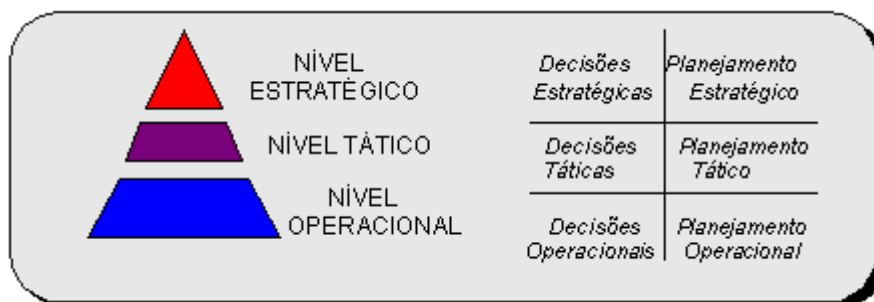 NÍVEL
ESTRATÉGICO
Decisões
Estratégicas
Planejamento
Estratégico
NÍVEL TÁTICO
Decisões
Táticas
Planejamento
Tático
NÍVEL
OPERACIONAL
Decisões
Operacionais
Planejamento
Operacional